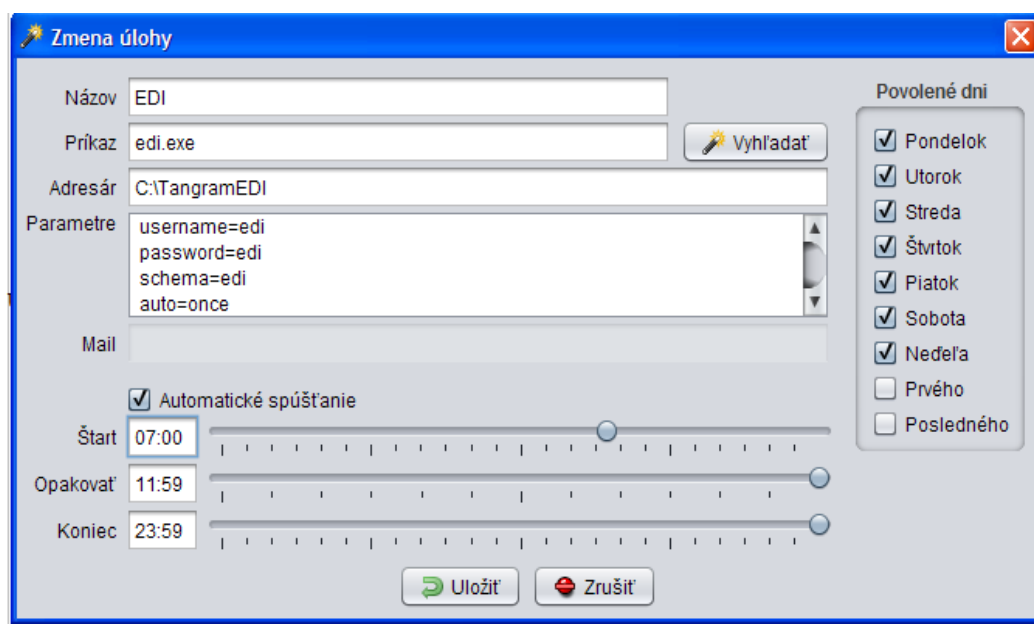 Zmena úlohy
Názov EDI
Príkaz edi.exe Vyhľadať
Adresár C:\TangramEDI
Parametre username=edi
password=edi
schema=edi
auto=once
Mail
Automatické spúšťanie
Štart 07:00
Opakovať 11:59
Koniec 23:59
Uložiť Zrušiť
Povolené dni
Pondelok
Utorok
Streda
Štvrtok
Piatok
Sobota
Nedeľa
Prvého
Posledného